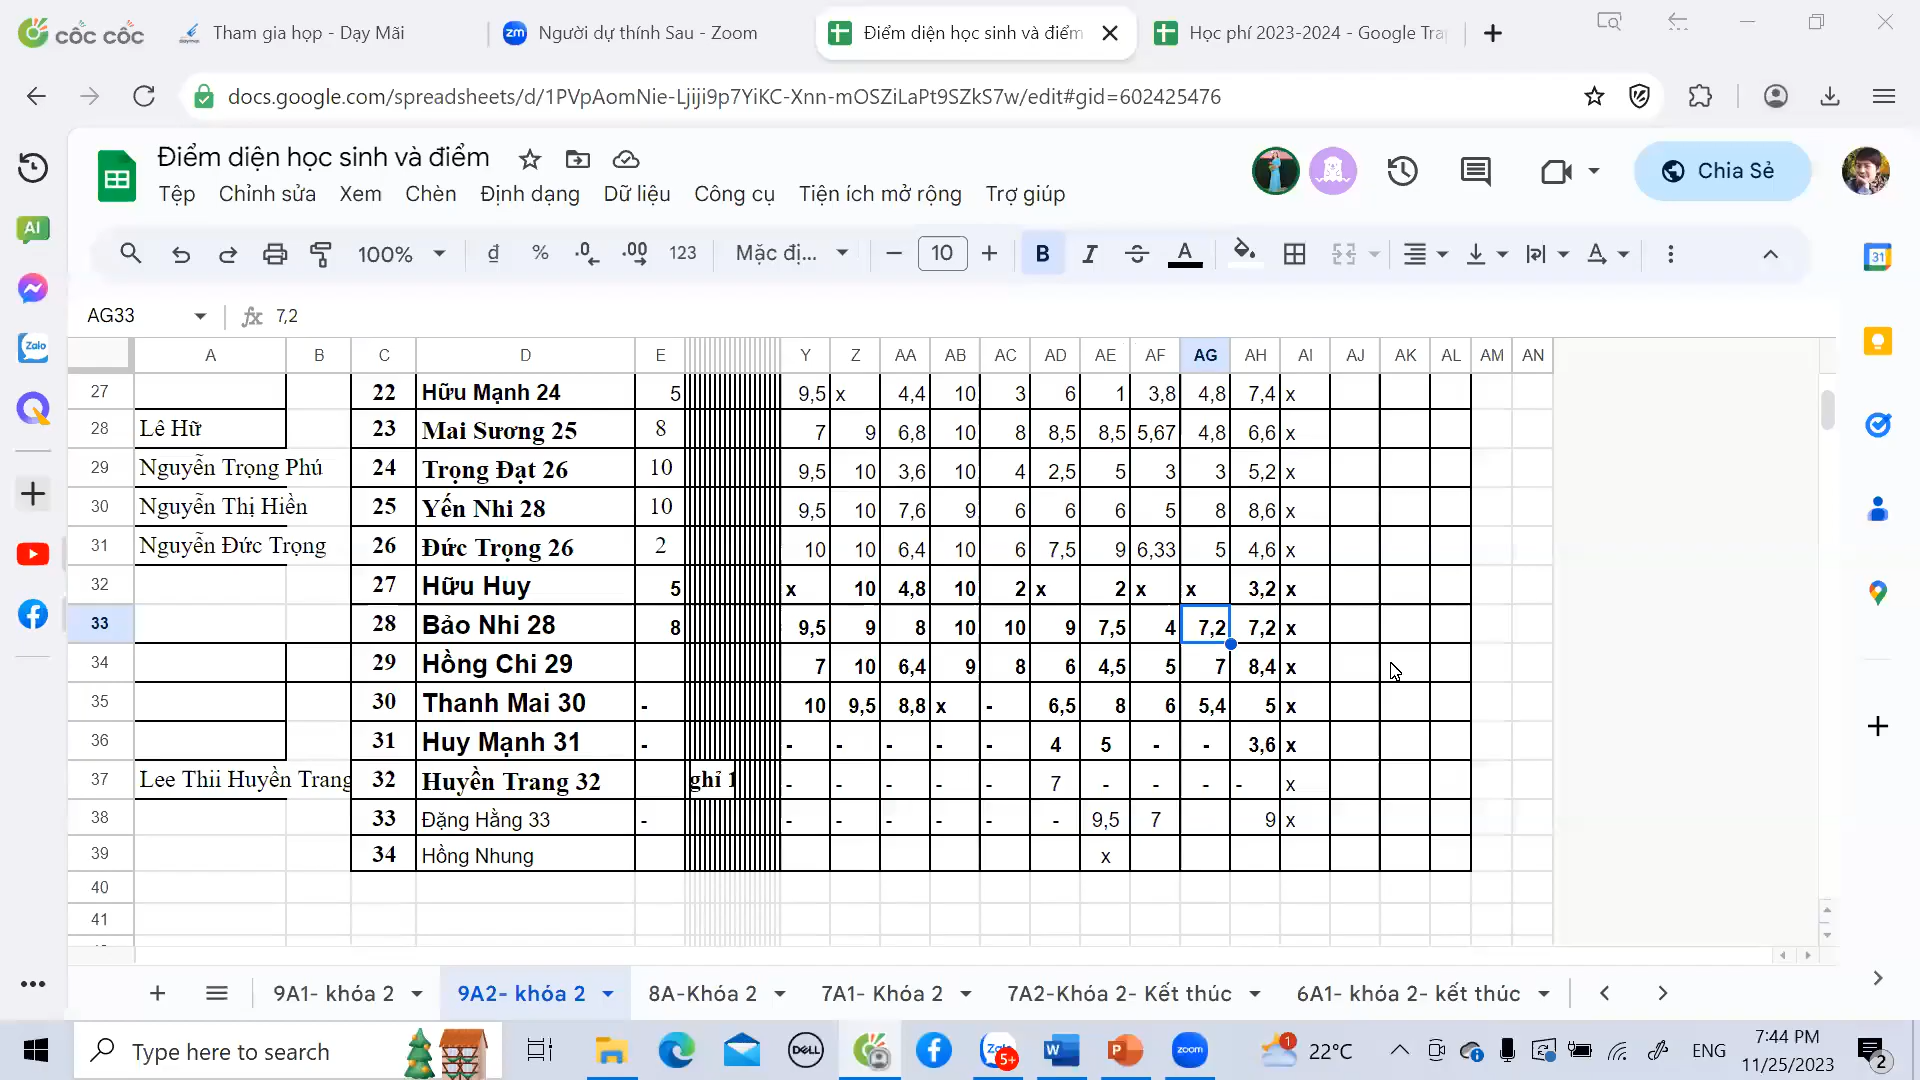 cốc cốc Tham gia họp - Dạy Mãi Người dự thính Sau - Zoom Điểm diện học sinh và điểm Học phí 2023-2024 - Google Tra
docs.google.com/spreadsheets/d/1PVpAomNie-Ljiji9p7YiKC-Xnn-mOSZiLaPt9SZkS7w/edit#gid=602425476
Điểm diện học sinh và điểm
Chia Sẻ
Tệp Chỉnh sửa Xem Chèn Định dạng Dữ liệu Công cụ Tiện ích mở rộng Trợ giúp
100% đ % .0 .00 123 Mặc đị... 10 B I A
AG33 fx 7,2
A B C D E Y Z AA AB AC AD AE AF AG AH AI AJ AK AL AM AN
27 22 Hữu Mạnh 24 5 9,5 x 4,4 10 3 6 1 3,8 4,8 7,4 x
28 Lê Hữ 23 Mai Sương 25 8 7 9 6,8 10 8 8,5 8,5 5,67 4,8 6,6 x
29 Nguyễn Trọng Phú 24 Trọng Đạt 26 10 9,5 10 3,6 10 4 2,5 5 3 3 5,2 x
30 Nguyễn Thị Hiền 25 Yến Nhi 28 10 9,5 10 7,6 9 6 6 6 5 8 8,6 x
31 Nguyễn Đức Trọng 26 Đức Trọng 26 2 10 10 6,4 10 6 7,5 9 6,33 5 4,6 x
32 27 Hữu Huy 5 x 10 4,8 10 2 x 2 x x 3,2 x
33 28 Bảo Nhi 28 8 9,5 9 8 10 10 9 7,5 4 7,2 7,2 x
34 29 Hồng Chi 29 7 10 6,4 9 8 6 4,5 5 7 8,4 x
35 30 Thanh Mai 30 - 10 9,5 8,8 x - 6,5 8 6 5,4 5 x
36 31 Huy Mạnh 31 - - - - - - 4 5 - - 3,6 x
37 Lee Thii Huyền Trang 32 Huyền Trang 32 ghỉ 1 - - - - - 7 - - - - x
38 33 Đặng Hằng 33 - - - - - - - 9,5 7 9 x
39 34 Hồng Nhung x
40
41
9A1- khóa 2 9A2- khóa 2 8A-Khóa 2 7A1- Khóa 2 7A2-Khóa 2- Kết thúc 6A1- khóa 2- kết thúc
AI
Zalo
31
Type here to search DELL 5+ zoom 1 22°C ENG 7:44 PM
11/25/2023 2